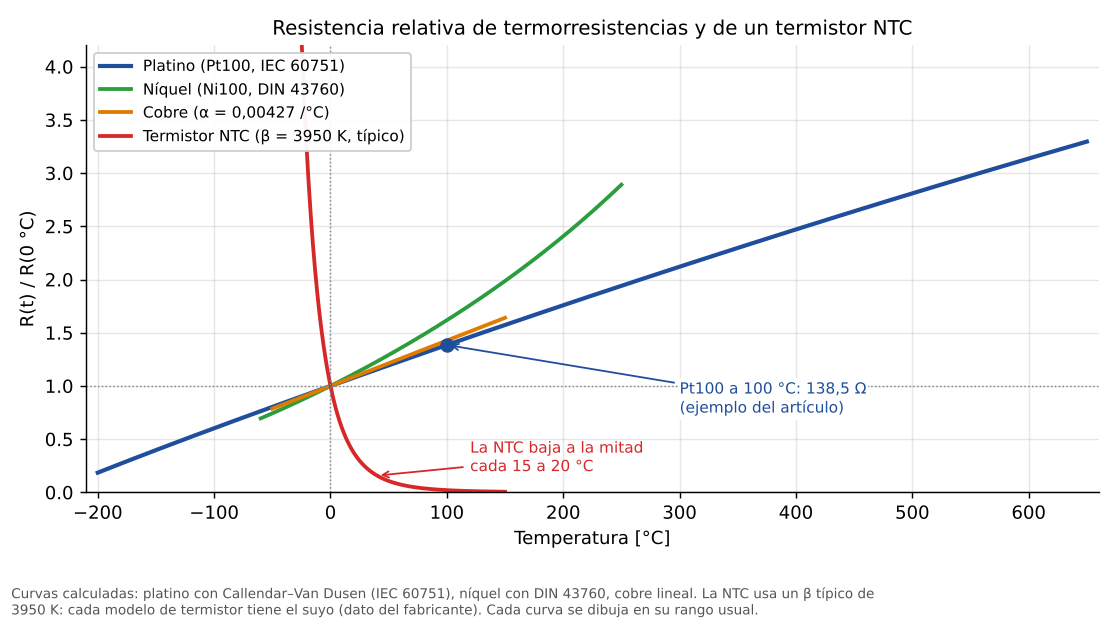 Resistencia relativa de termorresistencias y de un termistor NTC
Platino (Pt100, IEC 60751)
Níquel (Ni100, DIN 43760)
Cobre (α = 0,00427 /°C)
Termistor NTC (β = 3950 K, típico)
R(t) / R(0 °C)
4.0
3.5
3.0
2.5
2.0
1.5
1.0
0.5
0.0
Pt100 a 100 °C: 138,5 Ω
(ejemplo del artículo)
La NTC baja a la mitad
cada 15 a 20 °C
−200 −100 0 100 200 300 400 500 600
Temperatura [°C]
Curvas calculadas: platino con Callendar–Van Dusen (IEC 60751), níquel con DIN 43760, cobre lineal. La NTC usa un β típico de
3950 K: cada modelo de termistor tiene el suyo (dato del fabricante). Cada curva se dibuja en su rango usual.